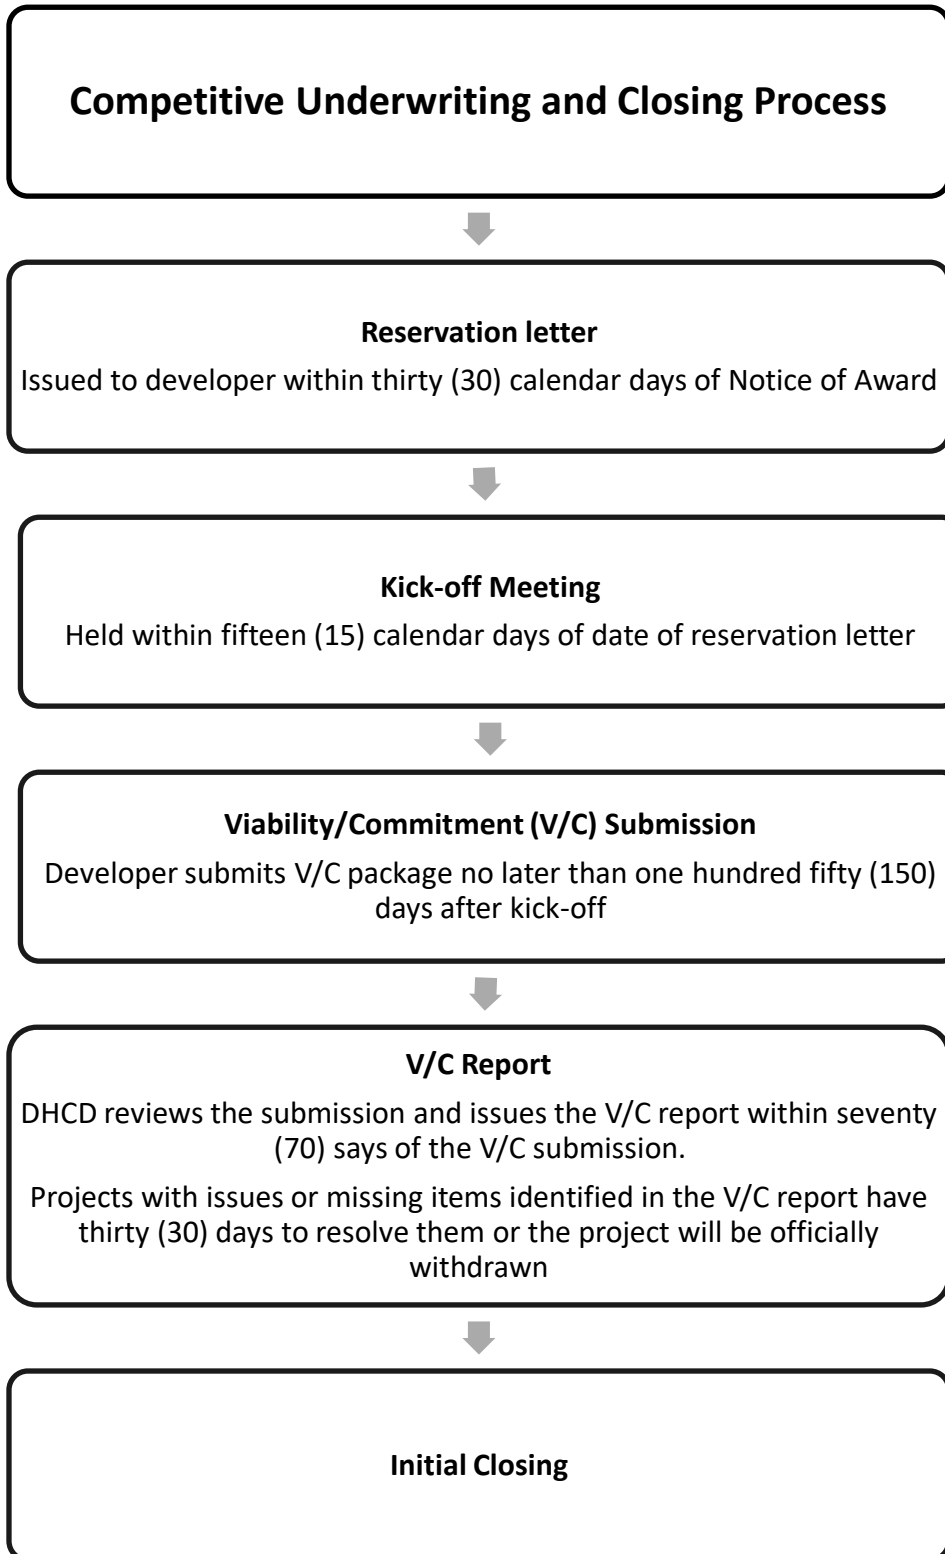 Competitive Underwriting and Closing Process
Reservation letter
Issued to developer within thirty (30) calendar days of Notice of Award
Kick-off Meeting
Held within fifteen (15) calendar days of date of reservation letter
Viability/Commitment (V/C) Submission
Developer submits V/C package no later than one hundred fifty (150)
days after kick-off
V/C Report
DHCD reviews the submission and issues the V/C report within seventy
(70) says of the V/C submission.
Projects with issues or missing items identified in the V/C report have
thirty (30) days to resolve them or the project will be officially
withdrawn
Initial Closing